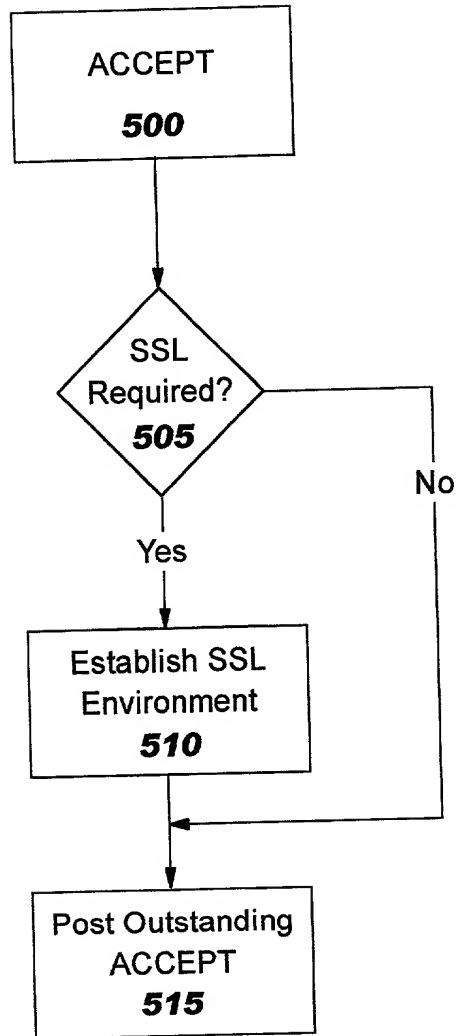 ACCEPT
500
SSL
Required?
505
No
Yes
Establish SSL
Environment
510
Post Outstanding
ACCEPT
515